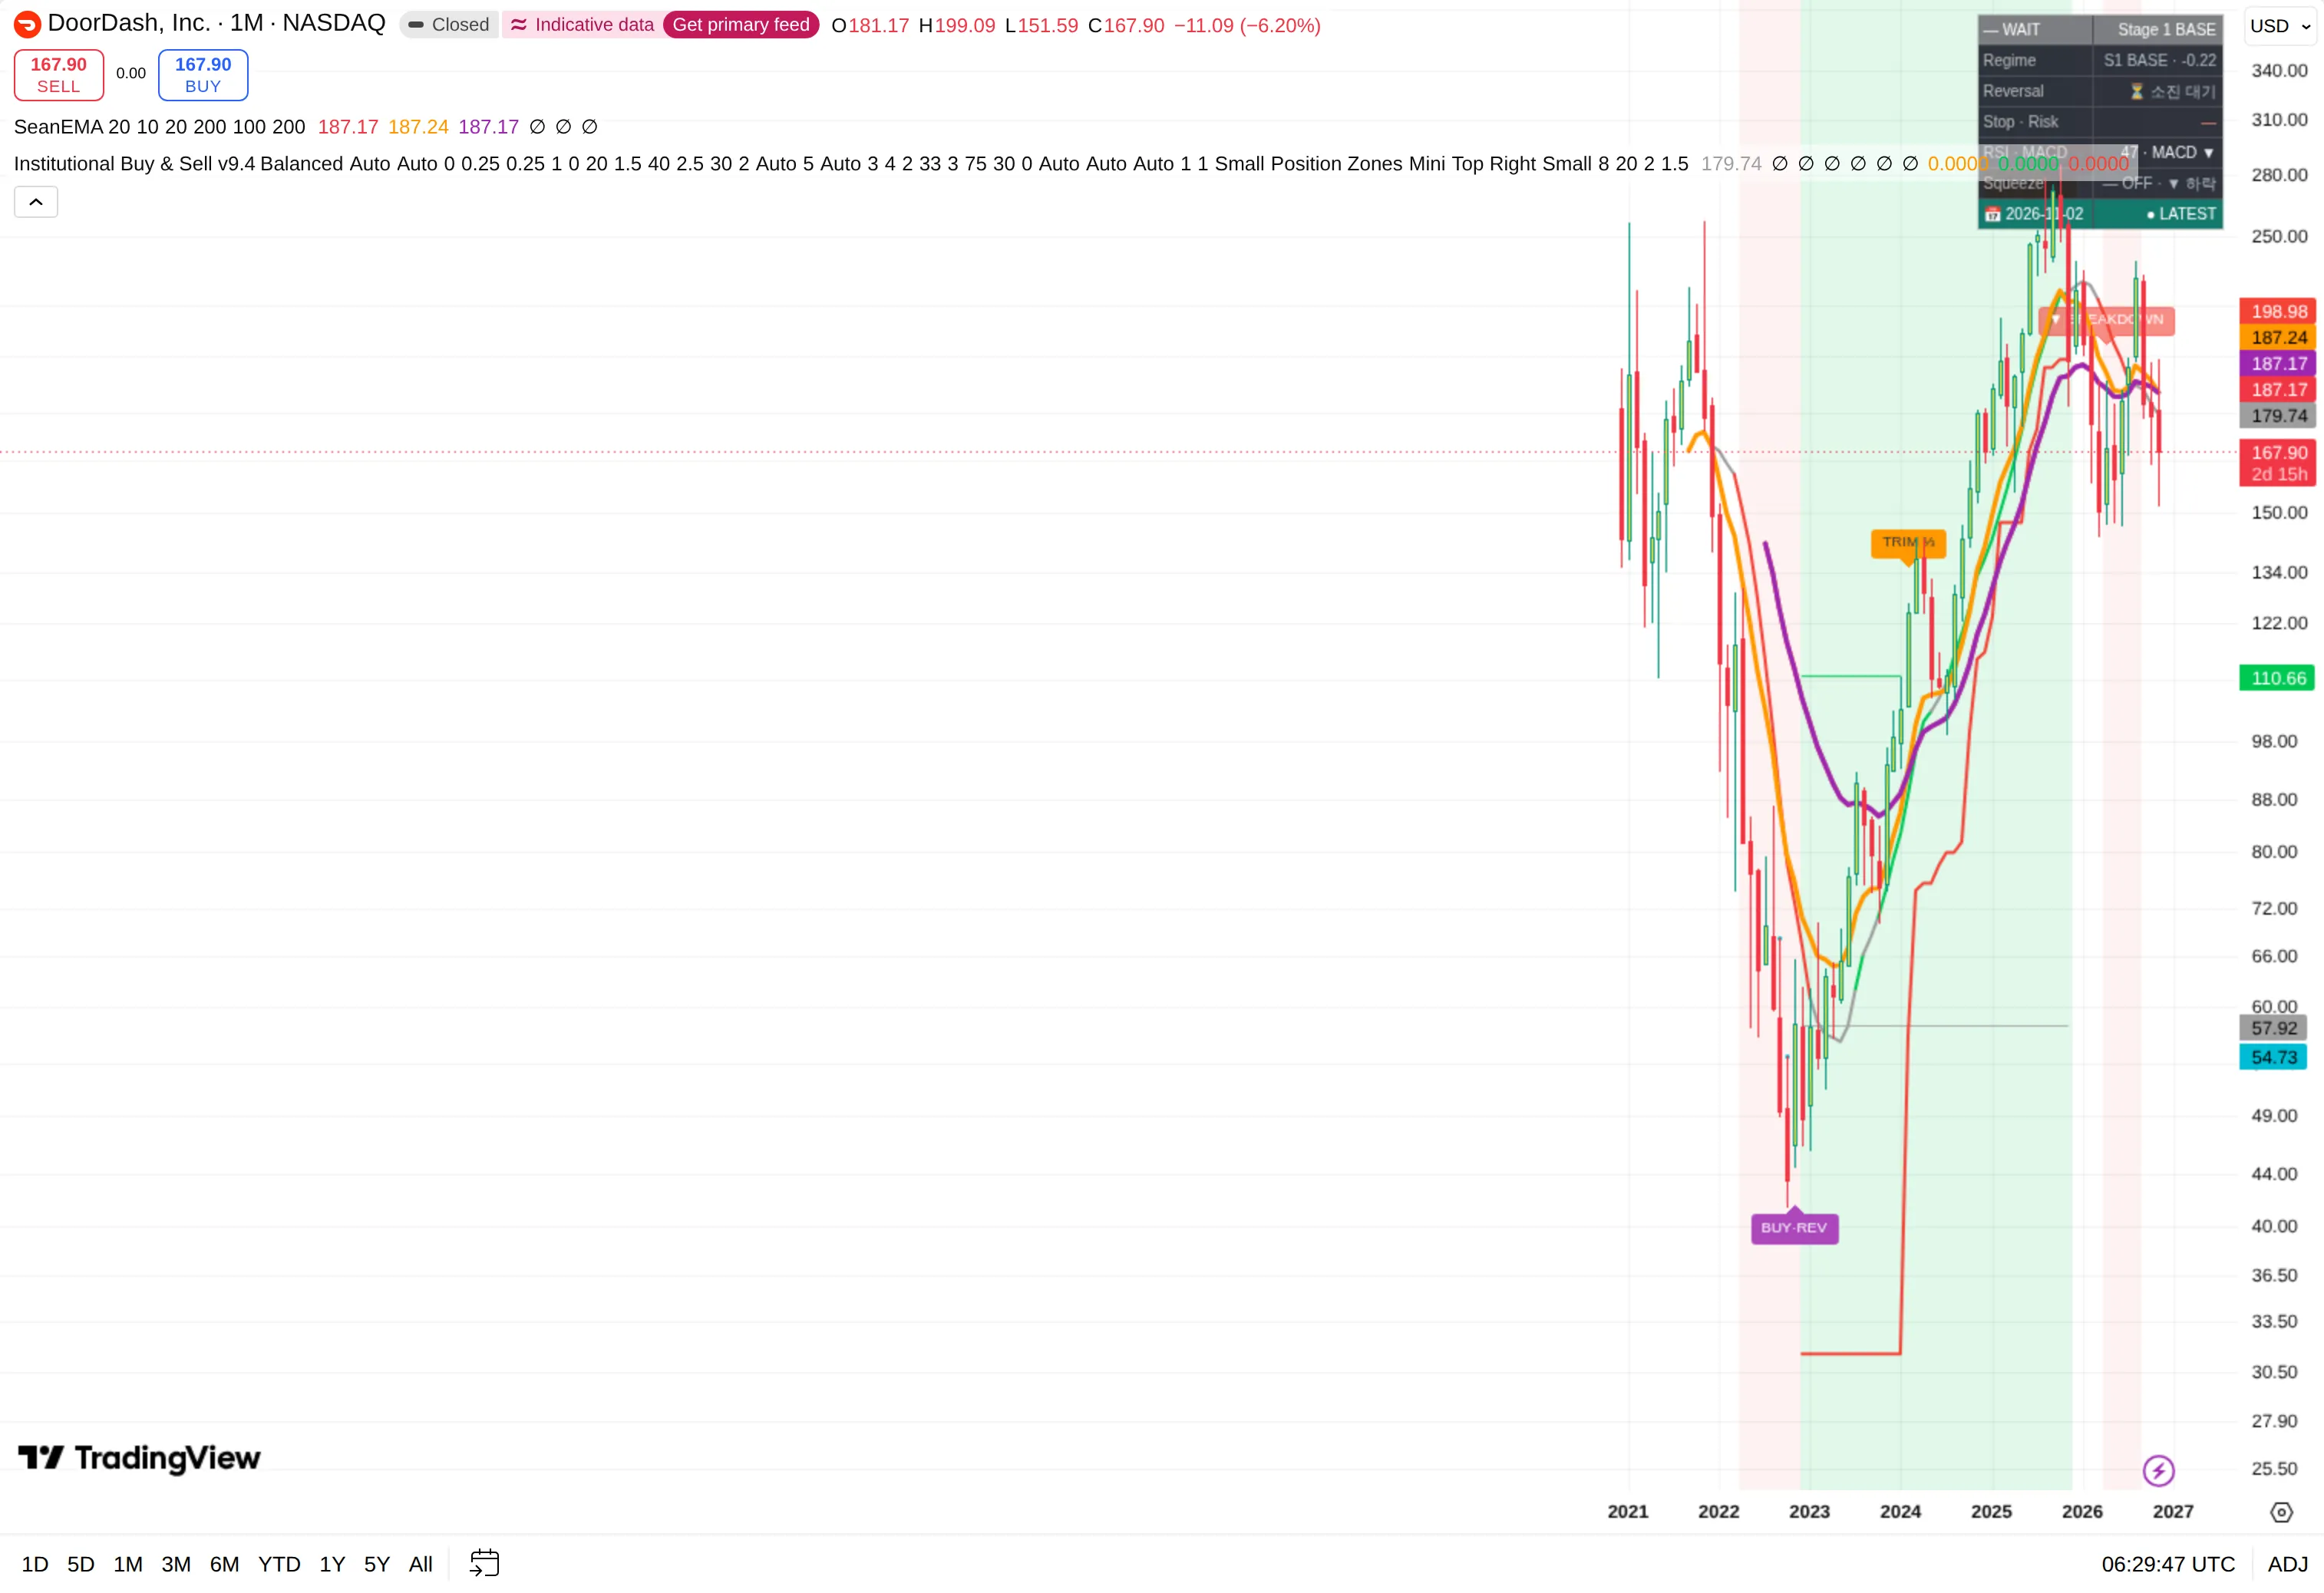 DoorDash, Inc. · 1M · NASDAQ Closed Indicative data Get primary feed O181.17 H199.09 L151.59 C167.90 −11.09 (−6.20%)
167.90 SELL 0.00 167.90 BUY
SeanEMA 20 10 20 200 100 200 187.17 187.24 187.17 ∅ ∅ ∅
Institutional Buy & Sell v9.4 Balanced Auto Auto 0 0.25 0.25 1 0 20 1.5 40 2.5 30 2 Auto 5 Auto 3 4 2 33 3 75 30 0 Auto Auto Auto 1 1 Small Position Zones Mini Top Right Small 8 20 2 1.5 179.74 ∅ ∅ ∅ ∅ ∅ ∅ 0.0000 0.0000 0.0000
— WAIT Stage 1 BASE
Regime S1 BASE · -0.22
Reversal ⏳ 소진 대기
Stop · Risk —
RSI · MACD 47 · MACD ▼
Squeeze — OFF · ▼ 하락
📅 2026-11-02 ● LATEST
USD
340.00
310.00
280.00
250.00
198.98
187.24
187.17
187.17
179.74
167.90
2d 15h
150.00
134.00
122.00
110.66
98.00
88.00
80.00
72.00
66.00
60.00
57.92
54.73
49.00
44.00
40.00
36.50
33.50
30.50
27.90
25.50
▼ BREAKDOWN
TRIM ⅓
BUY·REV
TradingView
2021 2022 2023 2024 2025 2026 2027
1D 5D 1M 3M 6M YTD 1Y 5Y All 06:29:47 UTC ADJ